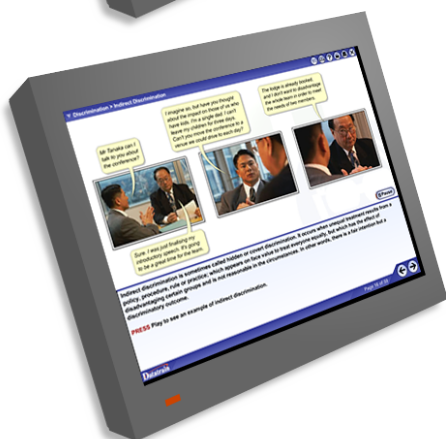 Discrimination > Indirect Discrimination
Mr Tanaka can I
talk to you about
the conference?
Sure. I was just finalising my
introductory speech. It's going
to be a great time for the team.
I imagine so, but have you thought
about the impact on those of us who
have kids. I'm a single dad. I can't
leave my children for three days.
Can't you move the conference to a
venue we could drive to each day?
The lodge is already booked,
and I don't want to disadvantage
the whole team in order to meet
the needs of two members.
Pause
Indirect discrimination is sometimes called hidden or covert discrimination. It occurs when unequal treatment results from a
policy, procedure, rule or practice; which appears on face value to treat everyone equally, but which has the effect of
disadvantaging certain groups and is not reasonable in the circumstances. In other words, there is a fair intention but a
discriminatory outcome.
PRESS Play to see an example of indirect discrimination.
Datatrain